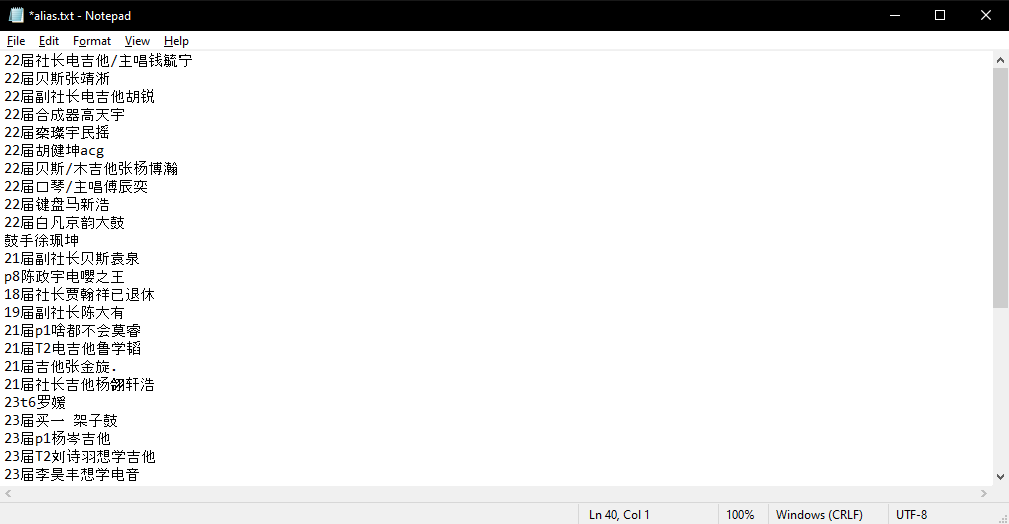 *alias.txt - Notepad
File Edit Format View Help
22届社长电吉他/主唱钱毓宁
22届贝斯张靖淅
22届副社长电吉他胡锐
22届合成器高天宇
22届栾璨宇民摇
22届胡健坤acg
22届贝斯/木吉他张杨博瀚
22届口琴/主唱傅辰奕
22届键盘马新浩
22届白凡京韵大鼓
鼓手徐珮坤
21届副社长贝斯袁泉
p8陈政宇电嘤之王
18届社长贾翰祥已退休
19届副社长陈大有
21届p1啥都不会莫睿
21届T2电吉他鲁学韬
21届吉他张金旋.
21届社长吉他杨翎轩浩
23t6罗媛
23届买一 架子鼓
23届p1杨岑吉他
23届T2刘诗羽想学吉他
23届李昊丰想学电音
Ln 40, Col 1 100% Windows (CRLF) UTF-8